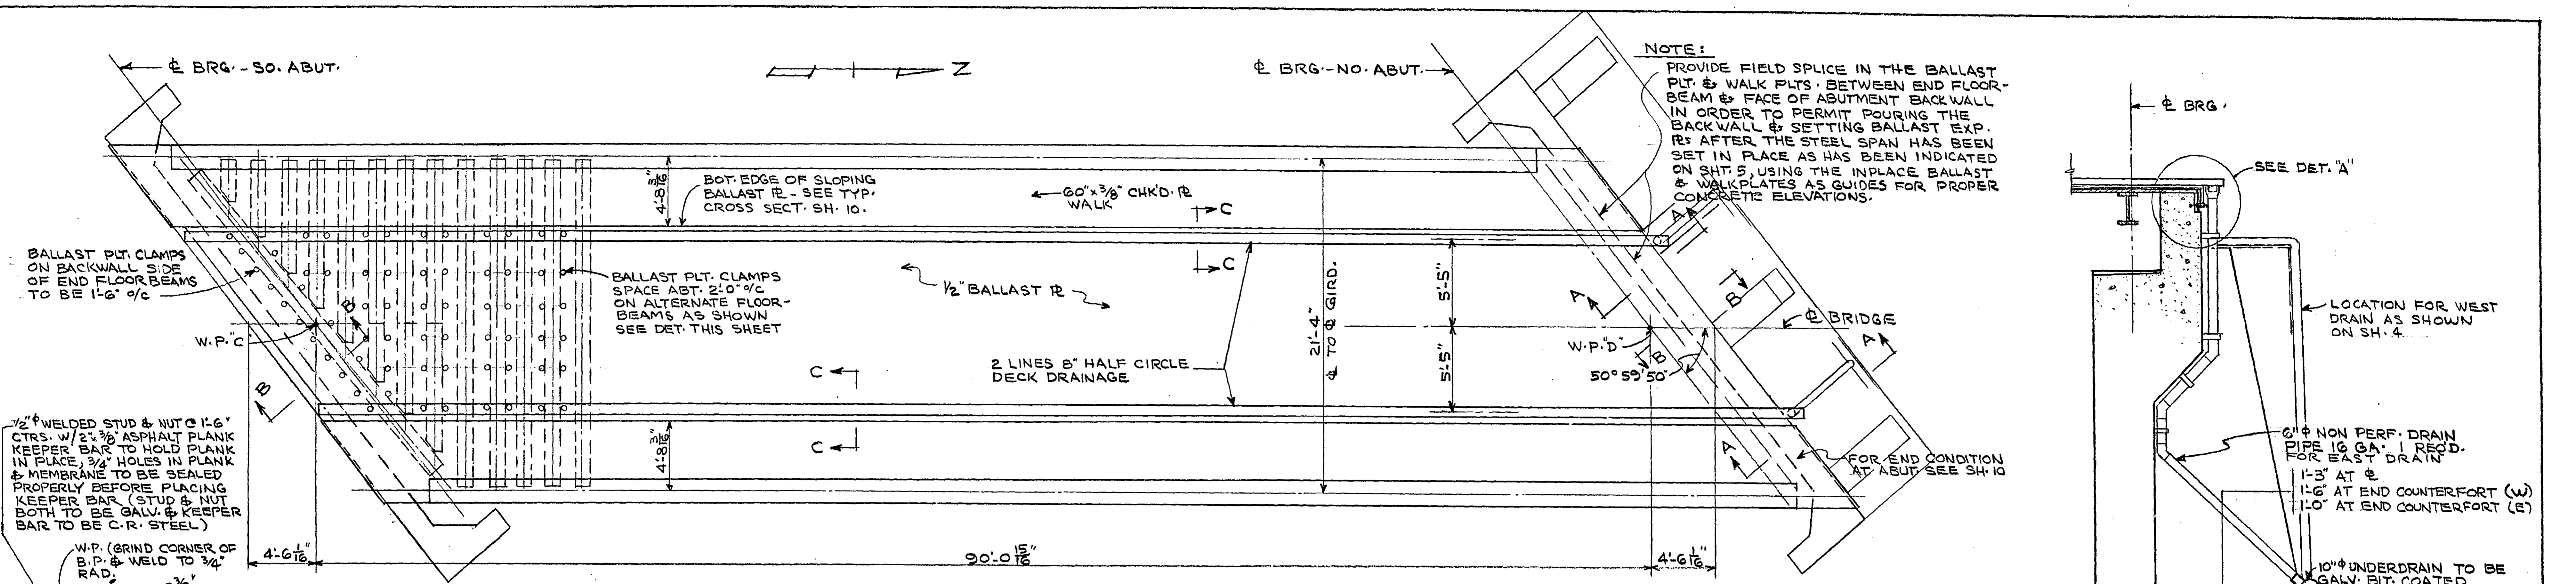 ℄ BRG.-SO. ABUT.
Z
℄ BRG.-NO. ABUT.
NOTE:
PROVIDE FIELD SPLICE IN THE BALLAST
PLT. & WALK PLTS. BETWEEN END FLOOR-
BEAM & FACE OF ABUTMENT BACKWALL
IN ORDER TO PERMIT POURING THE
BACKWALL & SETTING BALLAST EXP.
℞s AFTER THE STEEL SPAN HAS BEEN
SET IN PLACE AS HAS BEEN INDICATED
ON SHT. 5, USING THE INPLACE BALLAST
& WALKPLATES AS GUIDES FOR PROPER
CONCRETE ELEVATIONS.
℄ BRG.
SEE DET. "A"
4'-8 3/16"
BOT. EDGE OF SLOPING
BALLAST ℞ - SEE TYP.
CROSS SECT. SH. 10.
60" x 3/8" CHK'D. ℞
WALK
C
C
A
BALLAST PLT. CLAMPS
ON BACKWALL SIDE
OF END FLOOR BEAMS
TO BE 1'-6" o/c
BALLAST PLT. CLAMPS
SPACE ABT. 2'-0" o/c
ON ALTERNATE FLOOR-
BEAMS AS SHOWN
SEE DET. THIS SHEET
1/2" BALLAST ℞
21'-4"
℄ TO ℄ GIRD.
5'-5"
5'-5"
A
B
B
℄ BRIDGE
W.P. "C"
W.P. "D"
B
50° 59' 50"
A
LOCATION FOR WEST
DRAIN AS SHOWN
ON SH. 4
2 LINES 8" HALF CIRCLE
DECK DRAINAGE
C
C
B
4'-8 3/16"
A
FOR END CONDITION
AT ABUT SEE SH. 10
1/2"ϕ WELDED STUD & NUT @ 1'-6"
CTRS. W/ 2" x 3/8" ASPHALT PLANK
KEEPER BAR TO HOLD PLANK
IN PLACE, 3/4" HOLES IN PLANK
& MEMBRANE TO BE SEALED
PROPERLY BEFORE PLACING
KEEPER BAR (STUD & NUT
BOTH TO BE GALV. & KEEPER
BAR TO BE C.R. STEEL)
6"ϕ NON PERF. DRAIN
PIPE 16 GA. 1 REQ'D.
FOR EAST DRAIN
1'-3" AT ℄
1'-6" AT END COUNTERFORT (W)
1'-0" AT END COUNTERFORT (E)
W.P. (GRIND CORNER OF
B.P. & WELD TO 3/4"
RAD.
4'-6 1/16"
90'-0 15/16"
4'-6 1/16"
10"ϕ UNDERDRAIN TO BE
GALV. BIT. COATED